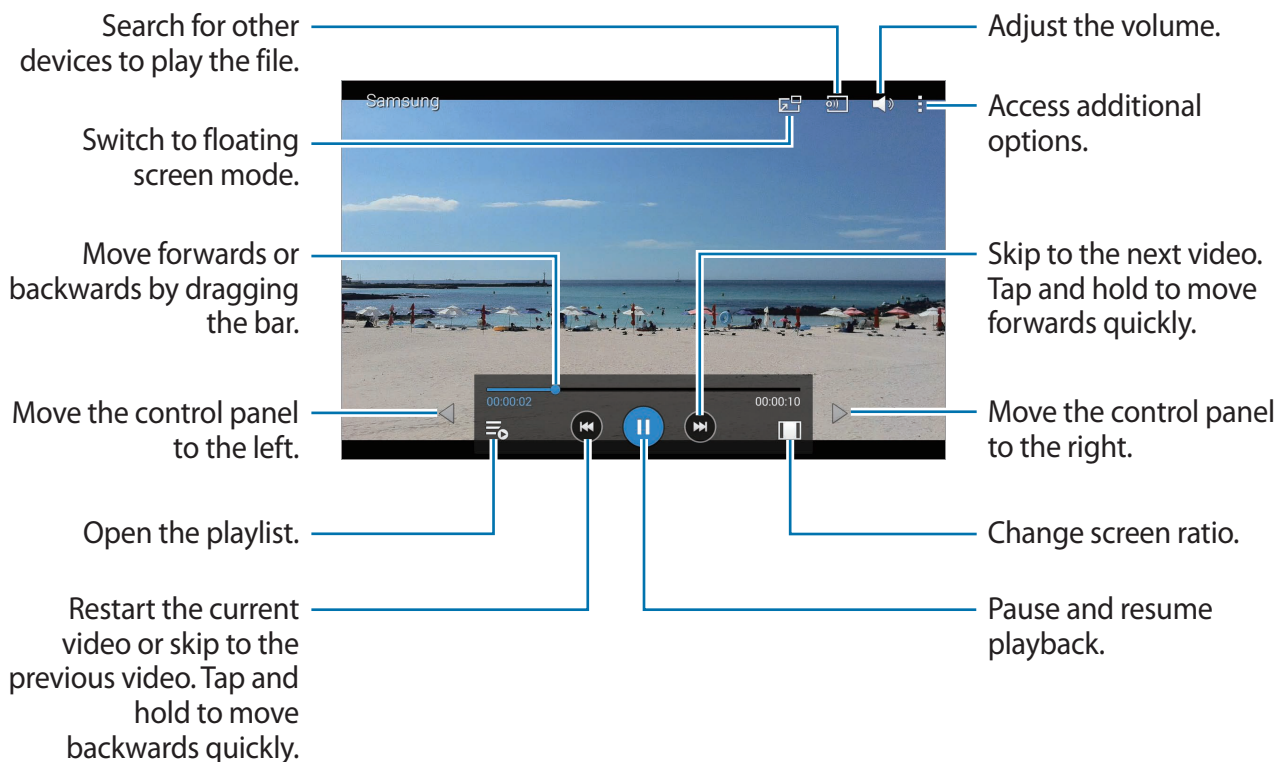 Search for other
devices to play the file.
Switch to floating
screen mode.
Move forwards or
backwards by dragging
the bar.
Move the control panel
to the left.
Open the playlist.
Restart the current
video or skip to the
previous video. Tap and
hold to move
backwards quickly.
Samsung
00:00:02
00:00:10
Adjust the volume.
Access additional
options.
Skip to the next video.
Tap and hold to move
forwards quickly.
Move the control panel
to the right.
Change screen ratio.
Pause and resume
playback.